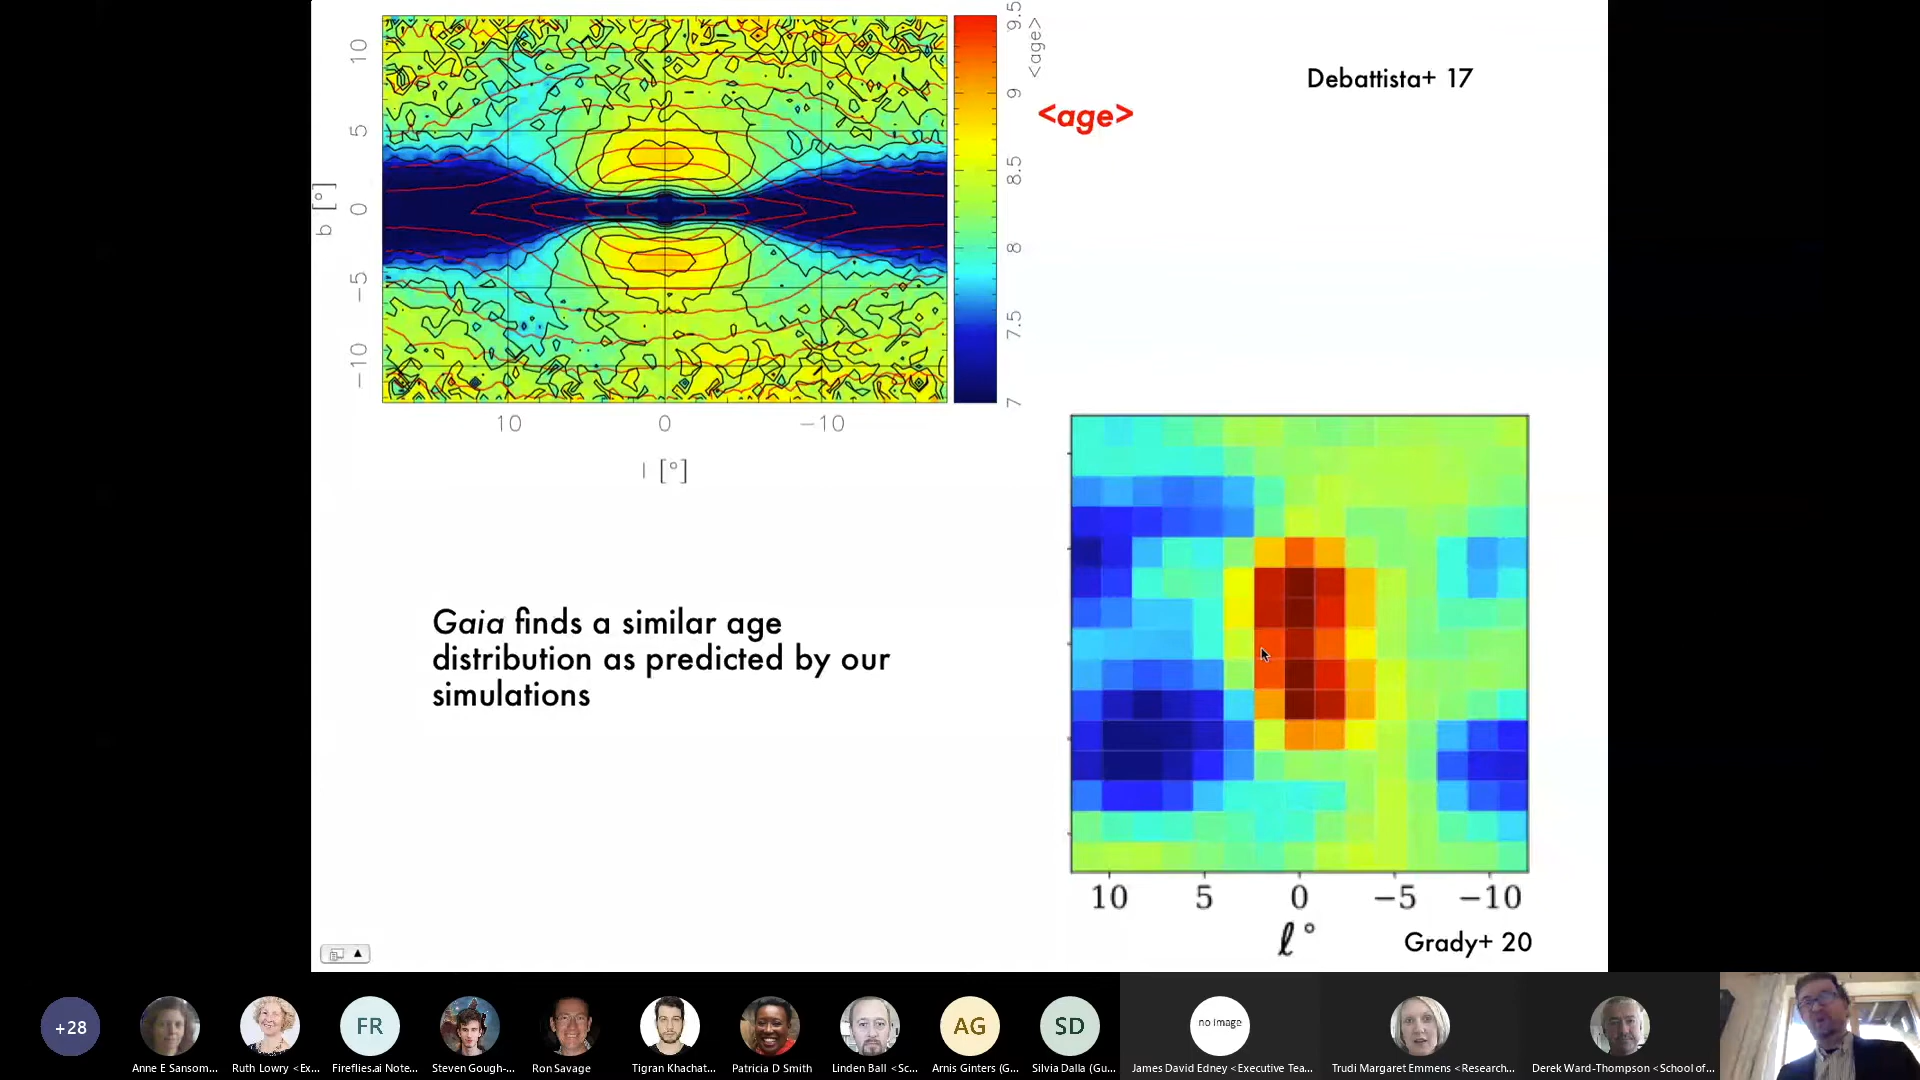 10
5
0
−5
−10
b [°]
10
0
−10
l [°]
9.5
9
8.5
8
7.5
7
<age>
<age>
Debattista+ 17
Gaia finds a similar age
distribution as predicted by our
simulations
10 5 0 −5 −10
ℓ °
Grady+ 20
+28
FR
AG
SD
no image
Anne E Sansom...
Ruth Lowry <Ex...
Fireflies.ai Note...
Steven Gough-...
Ron Savage
Tigran Khachat...
Patricia D Smith
Linden Ball <Sc...
Arnis Ginters (G...
Silvia Dalla (Gu...
James David Edney <Executive Tea...
Trudi Margaret Emmens <Research...
Derek Ward-Thompson <School of...